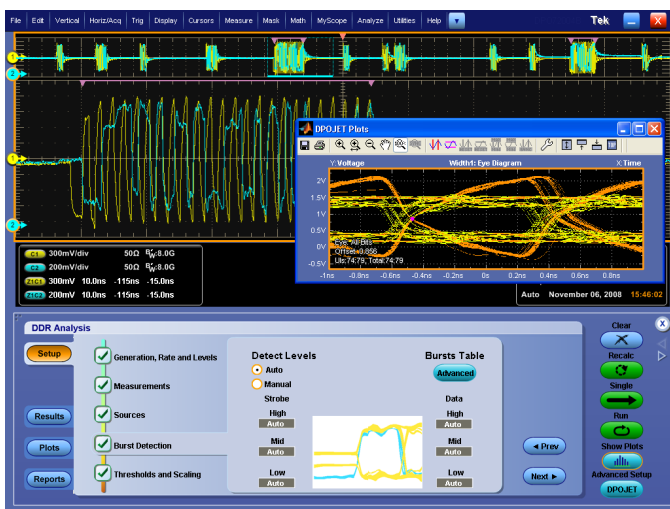 File Edit Vertical Horiz/Acq Trig Display Cursors Measure Mask Math MyScope Analyze Utilities Help Tek
1
2
DPOJET Plots
Y: Voltage Width1: Eye Diagram X: Time
2V
1.5V
1V
0.5V
0V
-0.5V
Eye: All Bits
Offset:0.856
UIs:74:79, Total:74:79
-1ns -0.8ns -0.6ns -0.4ns -0.2ns 0s 0.2ns 0.4ns 0.6ns 0.8ns
1
2
C1 300mV/div 50Ω BW:8.0G
C2 200mV/div 50Ω BW:8.0G
Z1C1 300mV 10.0ns -115ns -15.0ns
Z1C2 200mV 10.0ns -115ns -15.0ns
Auto November 06, 2008 15:46:02
DDR Analysis
Setup
Results
Plots
Reports
Generation, Rate and Levels
Measurements
Sources
Burst Detection
Thresholds and Scaling
Detect Levels
Auto
Manual
Strobe
High
Auto
Mid
Auto
Low
Auto
Bursts Table
Advanced
Data
High
Auto
Mid
Auto
Low
Auto
Prev
Next
X
Clear
Recalc
Single
Run
Show Plots
Advanced Setup
DPOJET